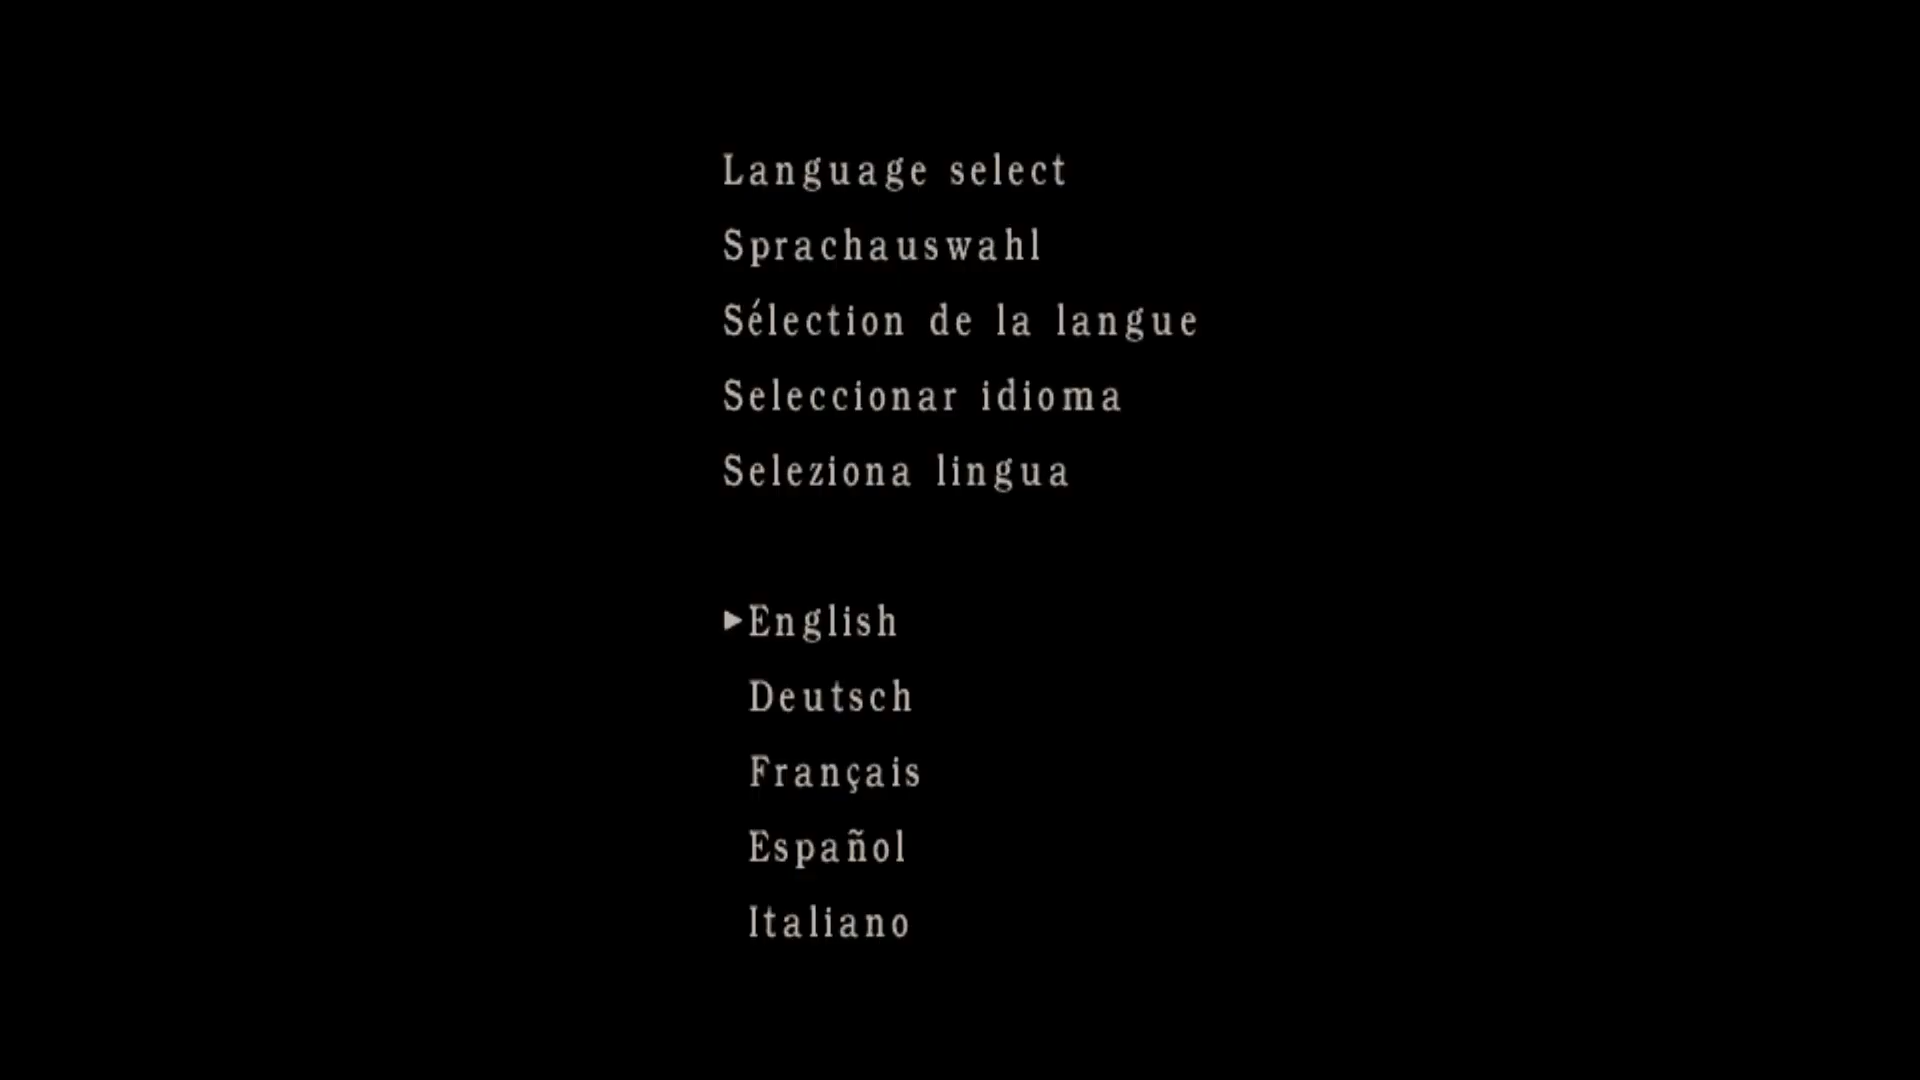 Language select
Sprachauswahl
Sélection de la langue
Seleccionar idioma
Seleziona lingua
▶English
Deutsch
Français
Español
Italiano